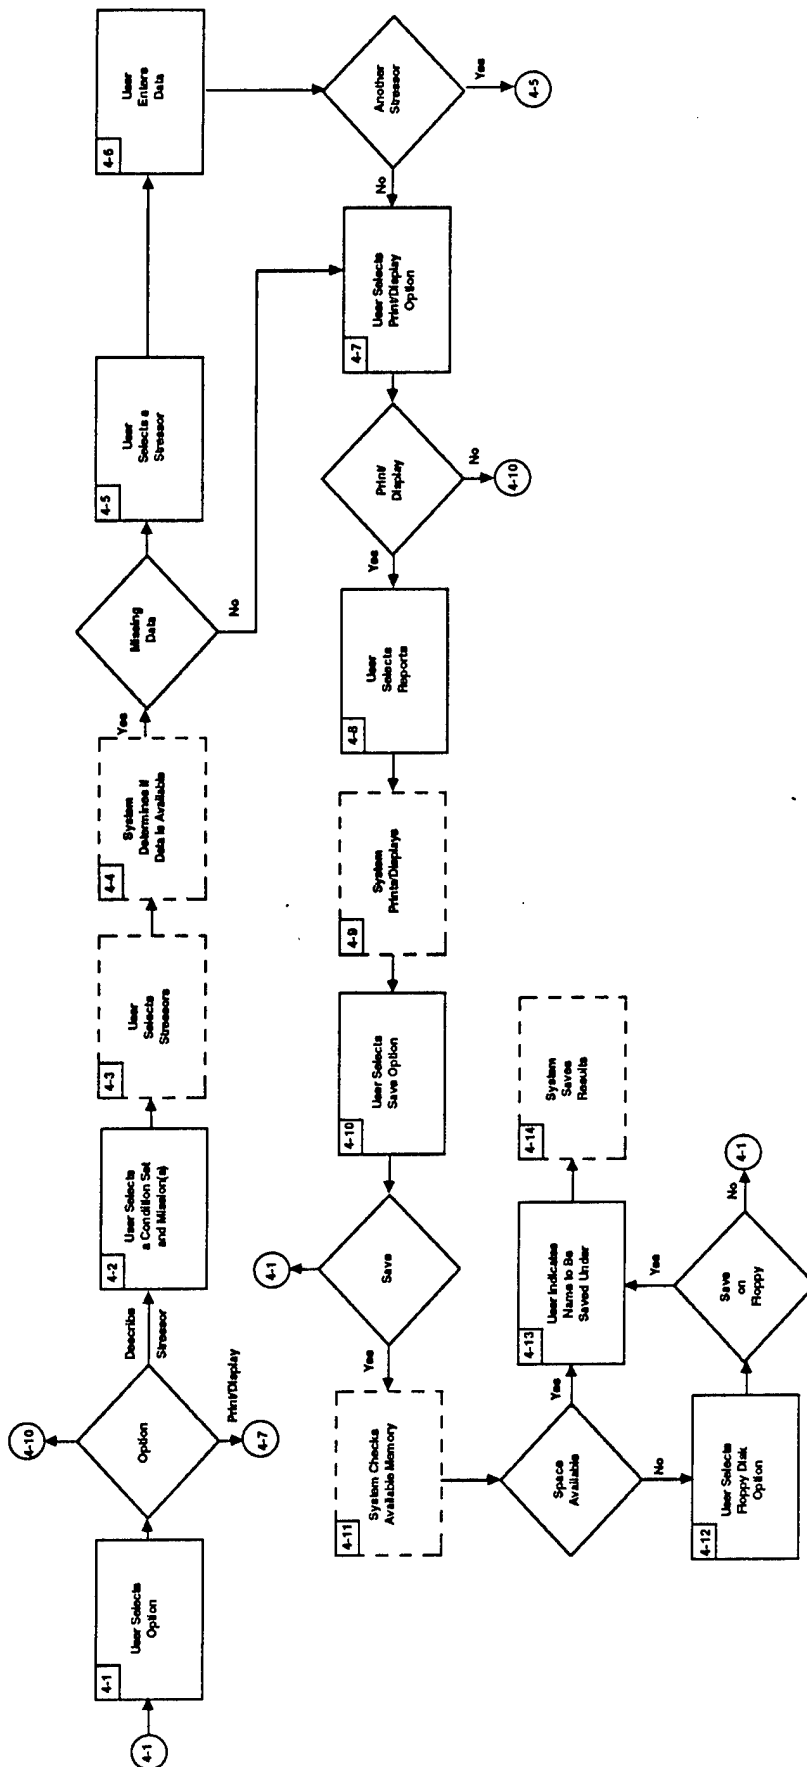 4-1
4-1
User Selects
Option
Option
4-10
Print/Display
4-7
Describe
Stressor
4-2
User Selects
a Condition Set
and Mission(s)
4-3
User
Selects
Stressors
4-4
System
Determines if
Data is Available
Yes
Missing
Data
No
4-5
User
Selects a
Stressor
4-6
User
Enters
Data
Another
Stressor
Yes
4-5
No
4-7
User Selects
Print/Display
Option
Print/
Display
No
4-10
Yes
4-8
User
Selects
Reports
4-9
System
Prints/Displays
4-10
User Selects
Save Option
Save
4-1
Yes
4-11
System Checks
Available Memory
Space
Available
Yes
No
4-12
User Selects
Floppy Disk
Option
Save
on
Floppy
No
4-1
Yes
4-13
User Indicates
Name to Be
Saved Under
4-14
System
Saves
Results